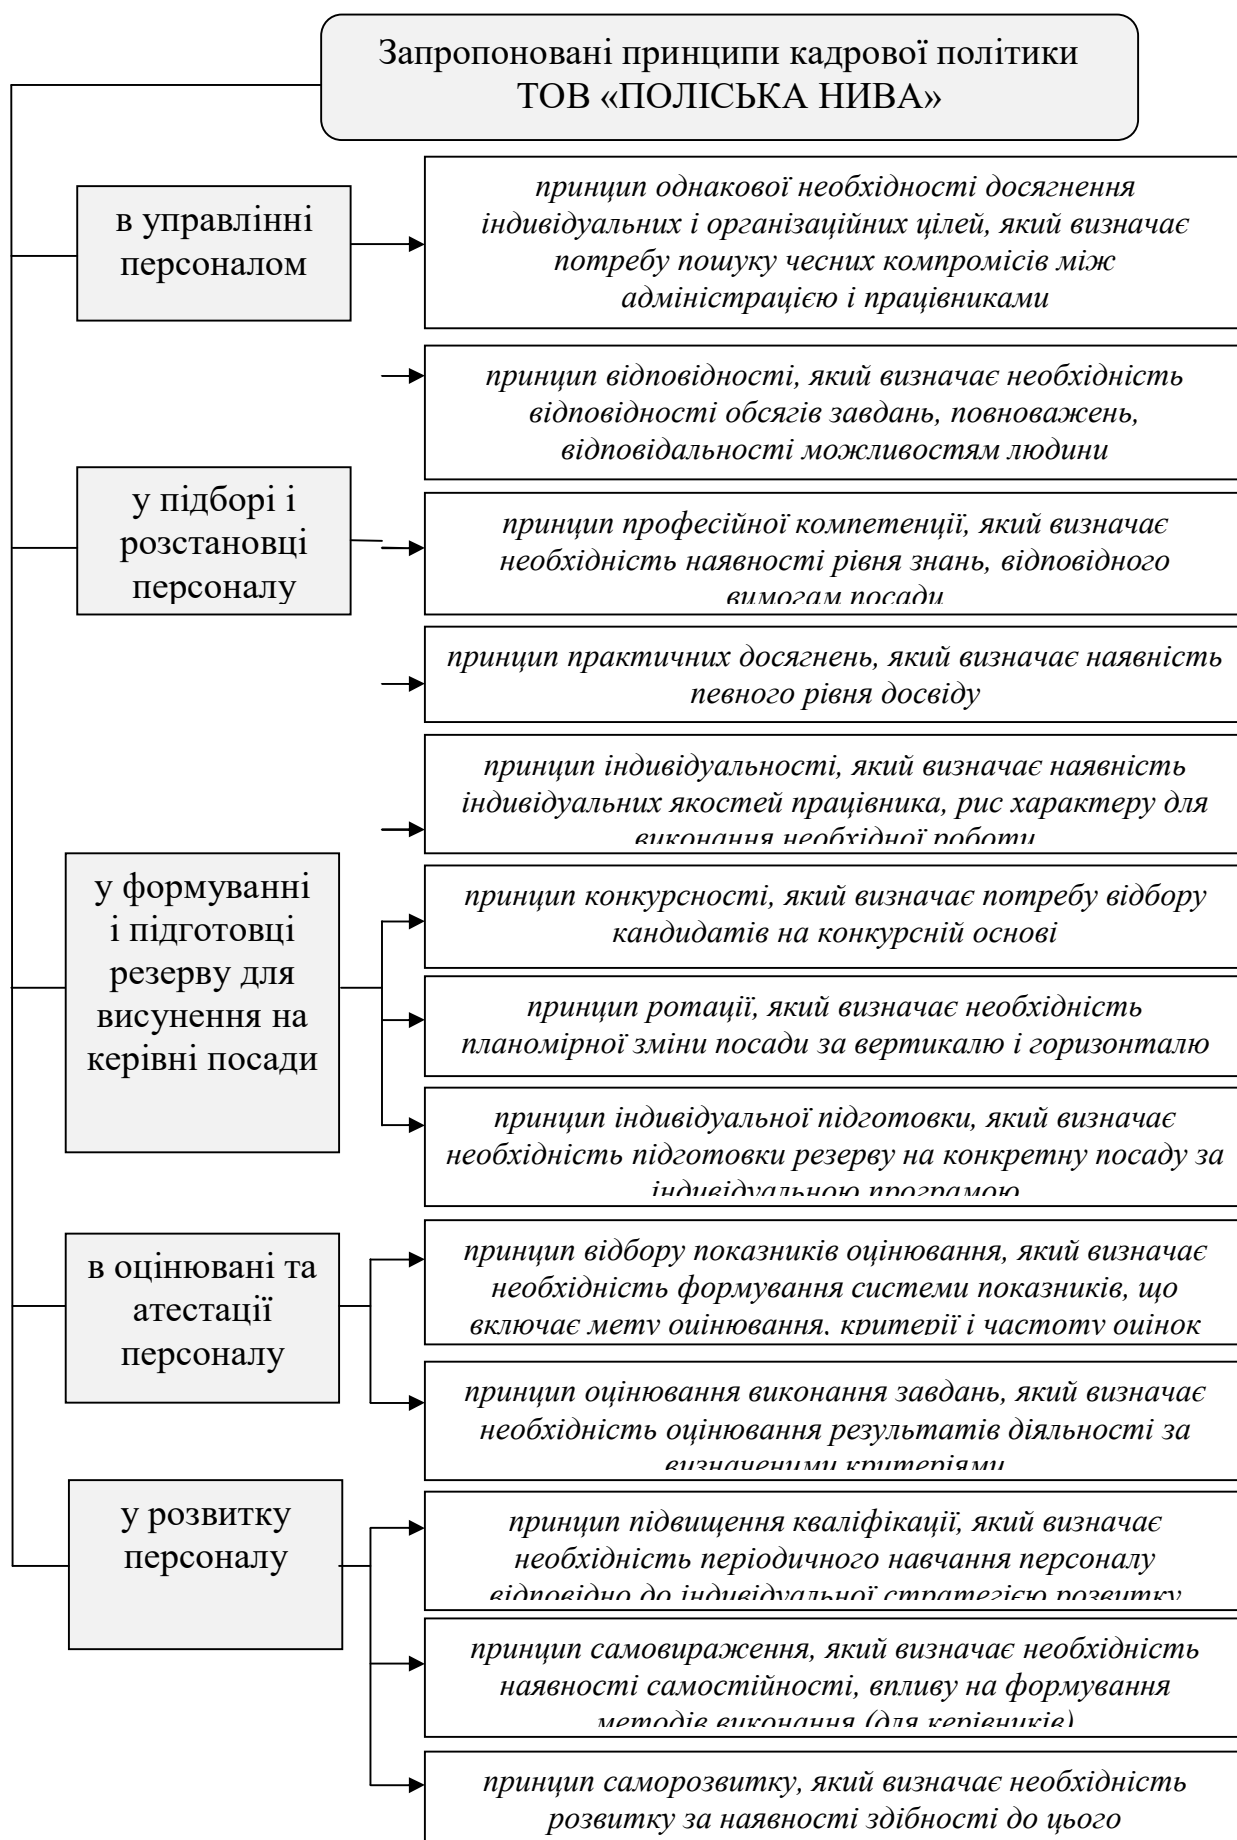 Запропоновані принципи кадрової політики
ТОВ «ПОЛІСЬКА НИВА»
в управлінні
персоналом
принцип однакової необхідності досягнення
індивідуальних і організаційних цілей, який визначає
потребу пошуку чесних компромісів між
адміністрацією і працівниками
у підборі і
розстановці
персоналу
принцип відповідності, який визначає необхідність
відповідності обсягів завдань, повноважень,
відповідальності можливостям людини
принцип професійної компетенції, який визначає
необхідність наявності рівня знань, відповідного
вимогам посади
принцип практичних досягнень, який визначає наявність
певного рівня досвіду
принцип індивідуальності, який визначає наявність
індивідуальних якостей працівника, рис характеру для
виконання необхідної роботи
у формуванні
і підготовці
резерву для
висунення на
керівні посади
принцип конкурсності, який визначає потребу відбору
кандидатів на конкурсній основі
принцип ротації, який визначає необхідність
планомірної зміни посади за вертикалю і горизонталю
принцип індивідуальної підготовки, який визначає
необхідність підготовки резерву на конкретну посаду за
індивідуальною програмою
в оцінювані та
атестації
персоналу
принцип відбору показників оцінювання, який визначає
необхідність формування системи показників, що
включає мету оцінювання, критерії і частоту оцінок
принцип оцінювання виконання завдань, який визначає
необхідність оцінювання результатів діяльності за
визначеними критеріями
у розвитку
персоналу
принцип підвищення кваліфікації, який визначає
необхідність періодичного навчання персоналу
відповідно до індивідуальної стратегією розвитку
принцип самовираження, який визначає необхідність
наявності самостійності, впливу на формування
методів виконання (для керівників)
принцип саморозвитку, який визначає необхідність
розвитку за наявності здібності до цього